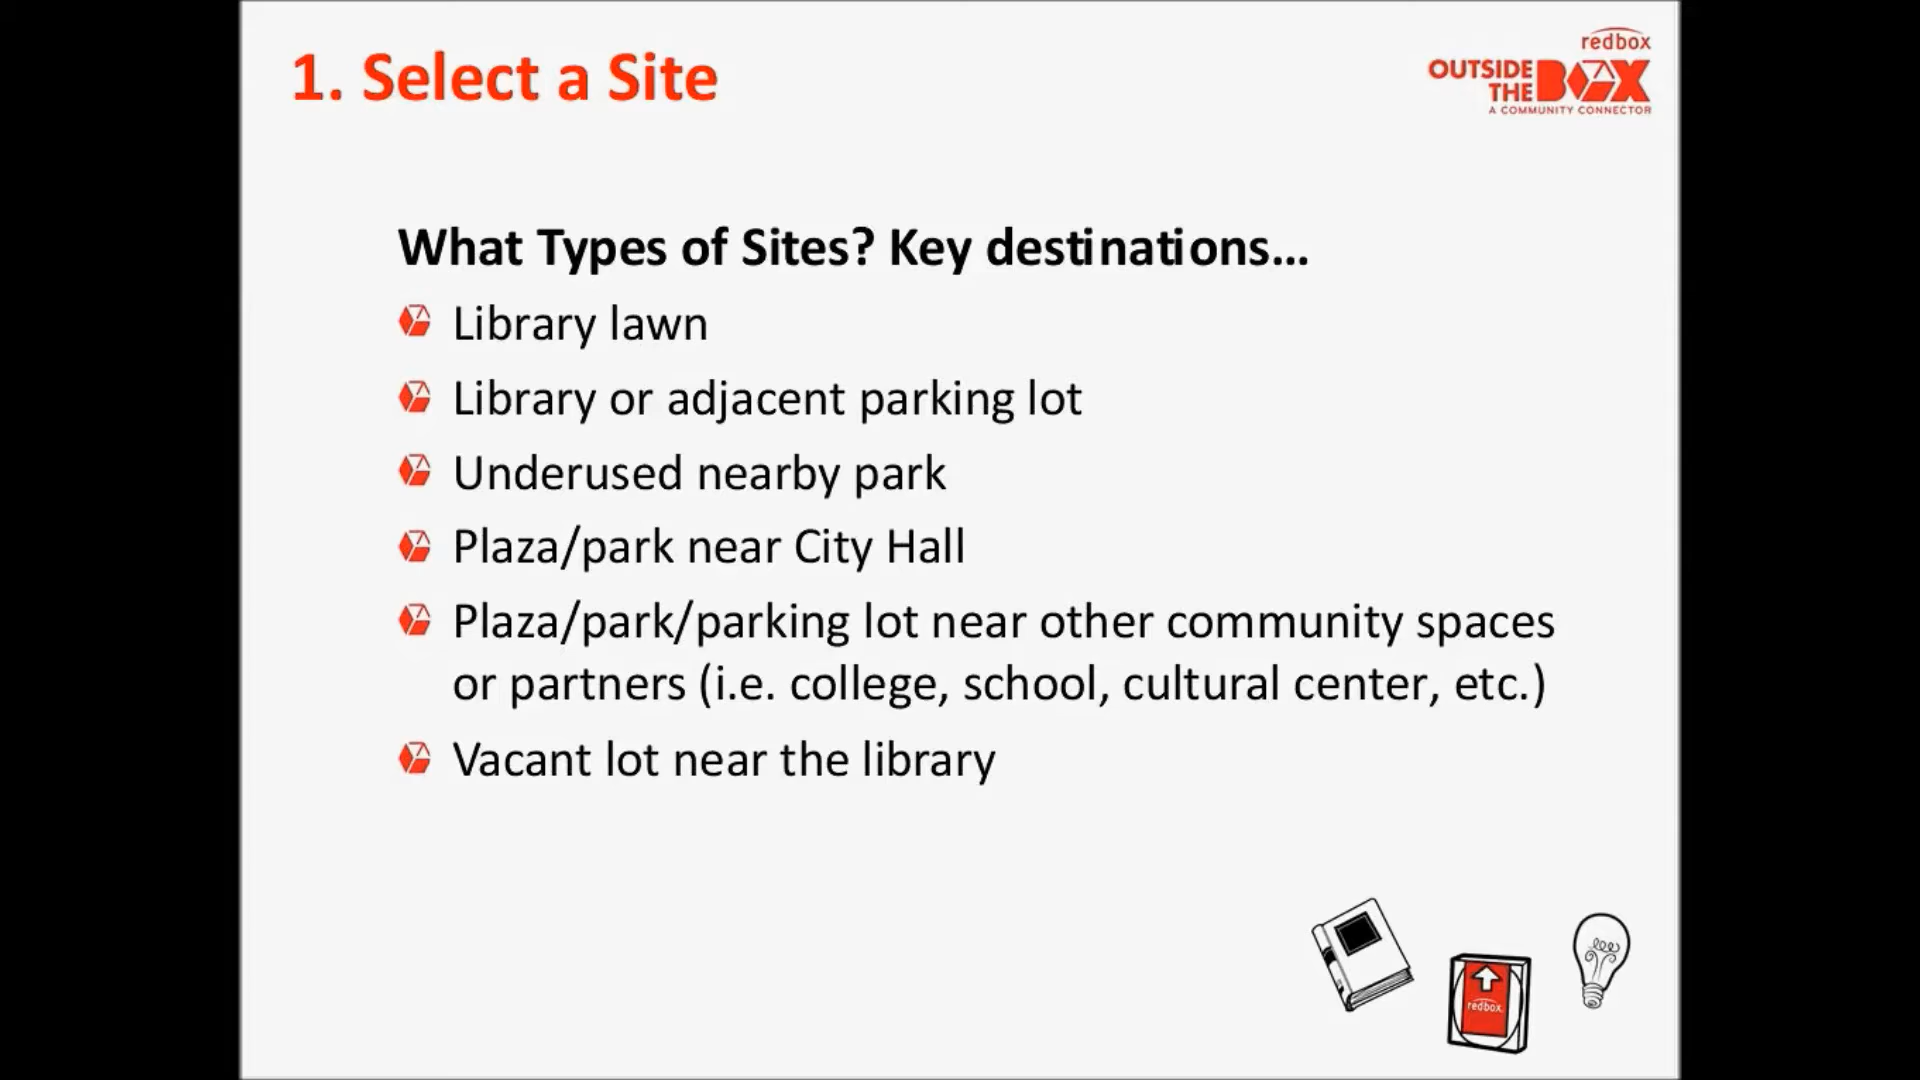 1. Select a Site
redbox
OUTSIDE
THE BOX
A COMMUNITY CONNECTOR
What Types of Sites? Key destinations...
Library lawn
Library or adjacent parking lot
Underused nearby park
Plaza/park near City Hall
Plaza/park/parking lot near other community spaces
or partners (i.e. college, school, cultural center, etc.)
Vacant lot near the library
redbox.